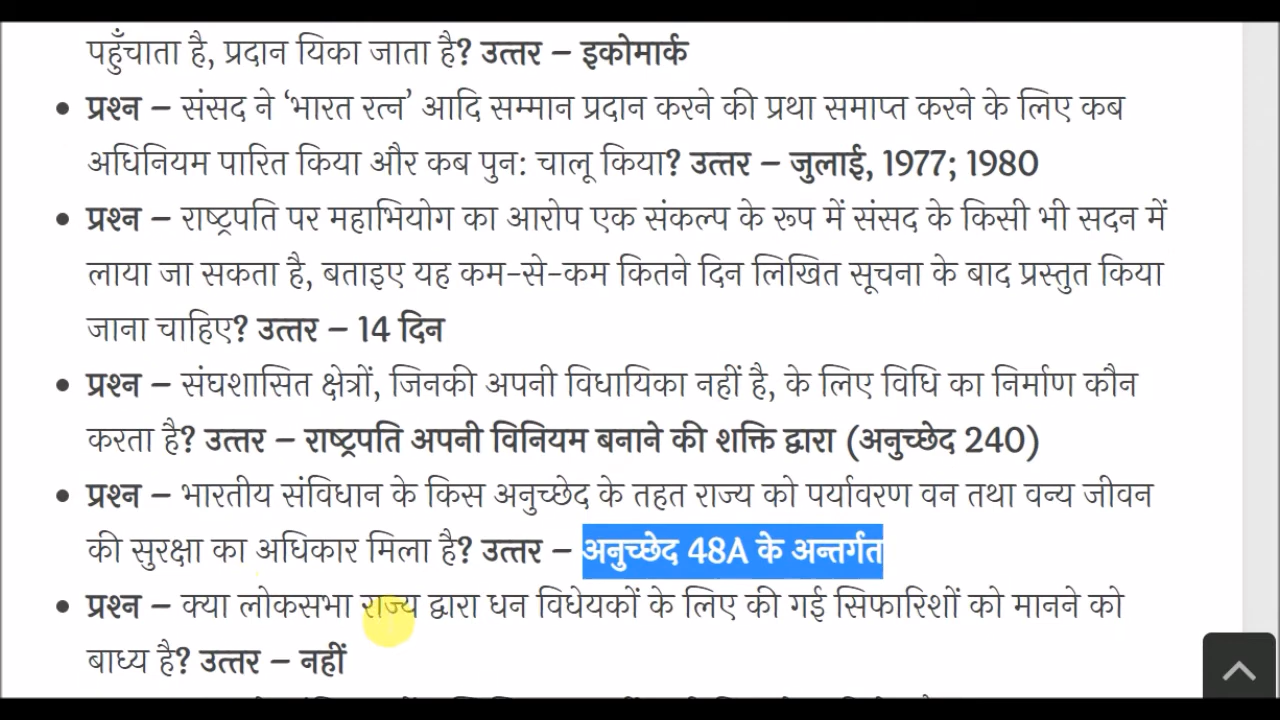 पहुँचाता है, प्रदान यिका जाता है? उत्तर – इकोमार्क
• प्रश्न – संसद ने ‘भारत रत्न’ आदि सम्मान प्रदान करने की प्रथा समाप्त करने के लिए कब
अधिनियम पारित किया और कब पुन: चालू किया? उत्तर – जुलाई, 1977; 1980
• प्रश्न – राष्ट्रपति पर महाभियोग का आरोप एक संकल्प के रूप में संसद के किसी भी सदन में
लाया जा सकता है, बताइए यह कम-से-कम कितने दिन लिखित सूचना के बाद प्रस्तुत किया
जाना चाहिए? उत्तर – 14 दिन
• प्रश्न – संघशासित क्षेत्रों, जिनकी अपनी विधायिका नहीं है, के लिए विधि का निर्माण कौन
करता है? उत्तर – राष्ट्रपति अपनी विनियम बनाने की शक्ति द्वारा (अनुच्छेद 240)
• प्रश्न – भारतीय संविधान के किस अनुच्छेद के तहत राज्य को पर्यावरण वन तथा वन्य जीवन
की सुरक्षा का अधिकार मिला है? उत्तर – अनुच्छेद 48A के अन्तर्गत
• प्रश्न – क्या लोकसभा राज्य द्वारा धन विधेयकों के लिए की गई सिफारिशों को मानने को
बाध्य है? उत्तर – नहीं